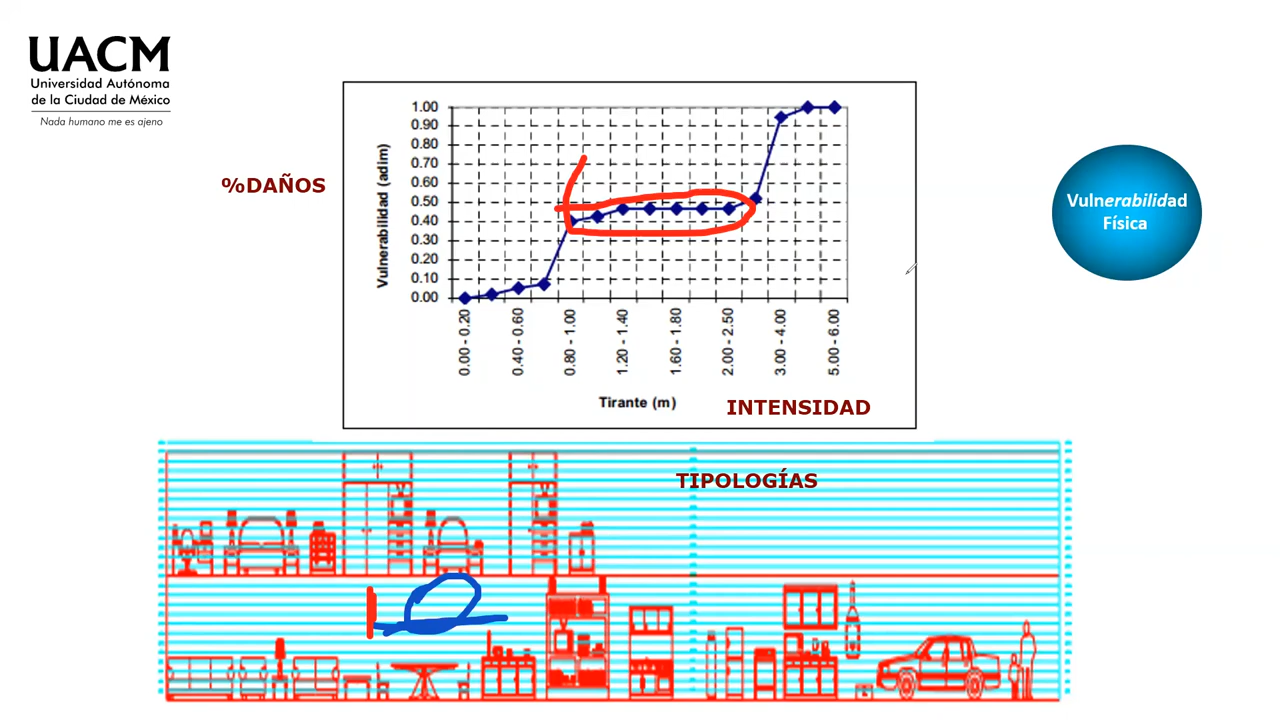 UACM
Universidad Autónoma
de la Ciudad de México
Nada humano me es ajeno
%DAÑOS
Vulnerabilidad (adim)
1.00
0.90
0.80
0.70
0.60
0.50
0.40
0.30
0.20
0.10
0.00
0.00 - 0.20
0.40 - 0.60
0.80 - 1.00
1.20 - 1.40
1.60 - 1.80
2.00 - 2.50
3.00 - 4.00
5.00 - 6.00
Tirante (m)
INTENSIDAD
Vulnerabilidad
Física
TIPOLOGÍAS